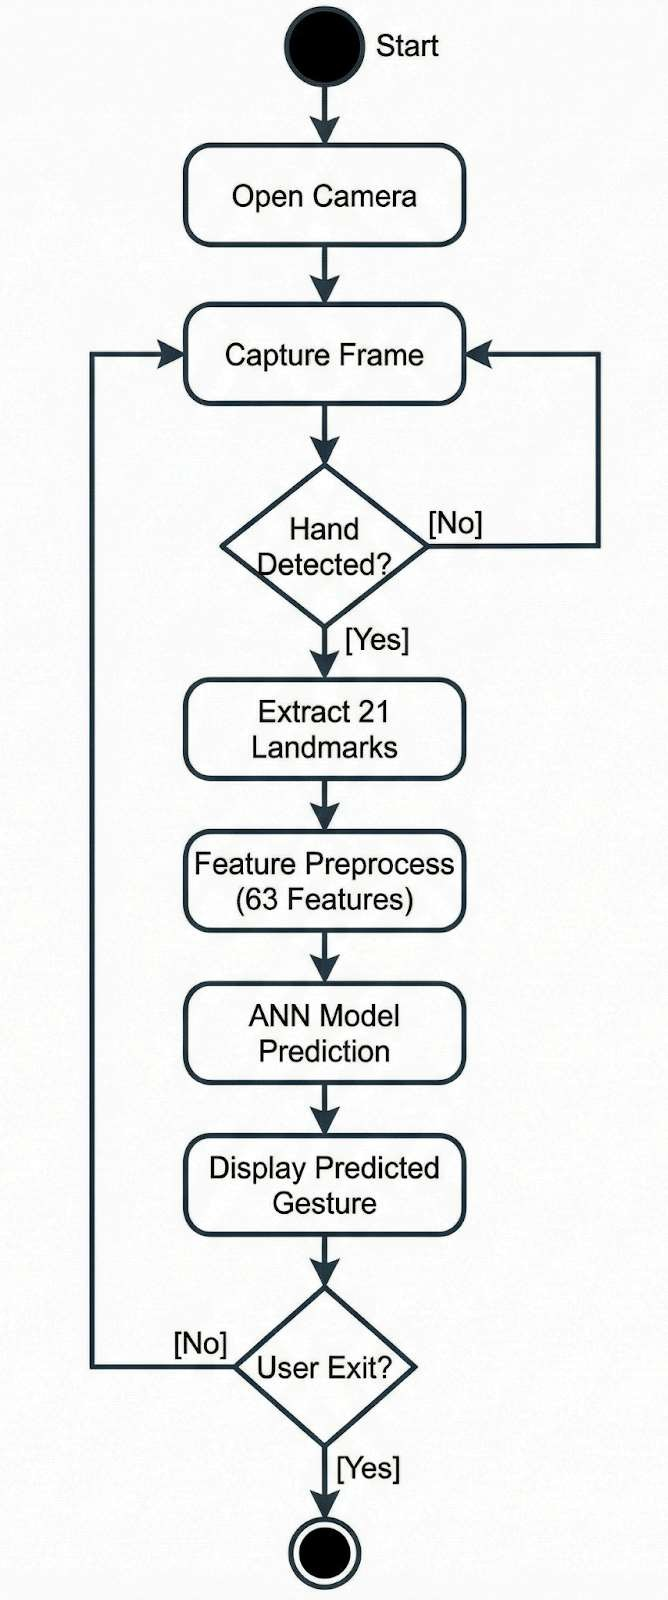 Start
Open Camera
Capture Frame
Hand
Detected?
[No]
[Yes]
Extract 21
Landmarks
Feature Preprocess
(63 Features)
ANN Model
Prediction
Display Predicted
Gesture
[No]
User Exit?
[Yes]